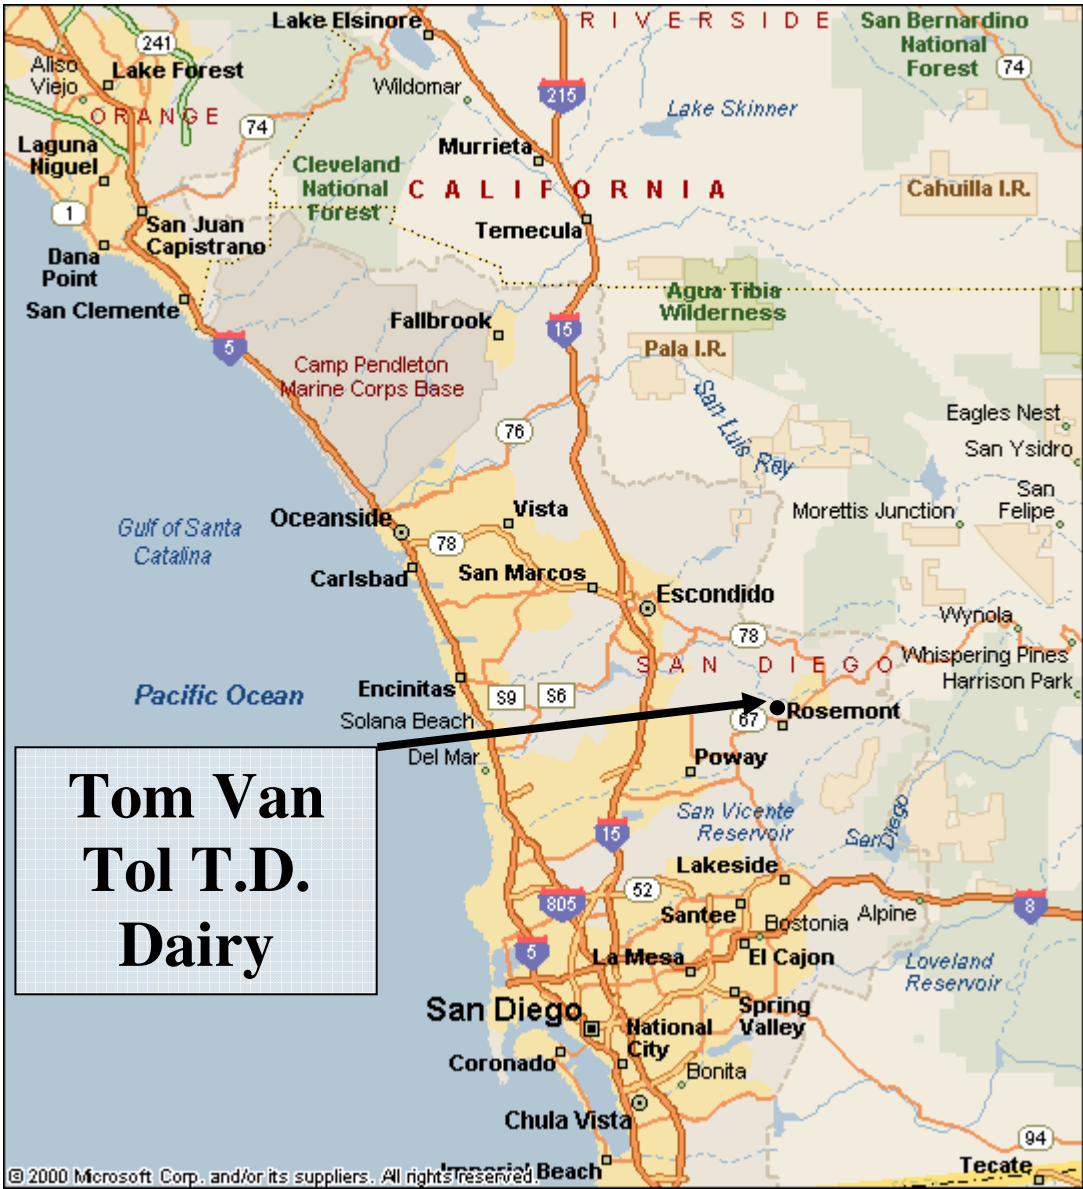 Lake Elsinore
RIVERSIDE
San Bernardino
National
Forest
74
241
Aliso
Viejo
Lake Forest
Wildomar
215
Lake Skinner
ORANGE
74
Laguna
Niguel
Murrieta
Cleveland
National
Forest
CALIFORNIA
Cahuilla I.R.
1
San Juan
Capistrano
Temecula
Dana
Point
San Clemente
Agua Tibia
Wilderness
Fallbrook
15
5
Pala I.R.
Camp Pendleton
Marine Corps Base
San Luis Rey
Eagles Nest
76
San Ysidro
San
Felipe
Morettis Junction
Vista
Oceanside
Gulf of Santa
Catalina
78
Carlsbad
San Marcos
Escondido
Wynola
78
SAN DIEGO
Whispering Pines
Harrison Park
Encinitas
Pacific Ocean
S9
S6
Solana Beach
67
Rosemont
Del Mar
Poway
Tom Van
Tol T.D.
Dairy
San Vicente
Reservoir
San Diego
15
Lakeside
52
805
Santee
Bostonia
Alpine
8
5
La Mesa
El Cajon
Loveland
Reservoir
San Diego
Spring
Valley
National
City
Coronado
Bonita
Chula Vista
94
Tecate
Imperial Beach
© 2000 Microsoft Corp. and/or its suppliers. All rights reserved.